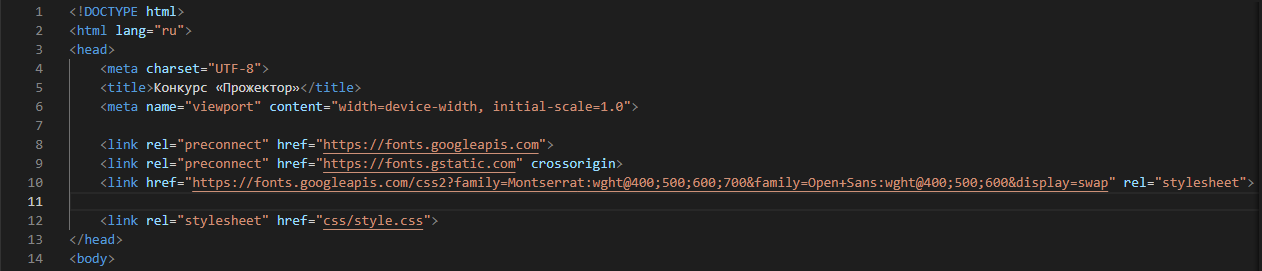 1 <!DOCTYPE html>
2 <html lang="ru">
3 <head>
4 <meta charset="UTF-8">
5 <title>Конкурс «Прожектор»</title>
6 <meta name="viewport" content="width=device-width, initial-scale=1.0">
7
8 <link rel="preconnect" href="https://fonts.googleapis.com">
9 <link rel="preconnect" href="https://fonts.gstatic.com" crossorigin>
10 <link href="https://fonts.googleapis.com/css2?family=Montserrat:wght@400;500;600;700&family=Open+Sans:wght@400;500;600&display=swap" rel="stylesheet">
11
12 <link rel="stylesheet" href="css/style.css">
13 </head>
14 <body>